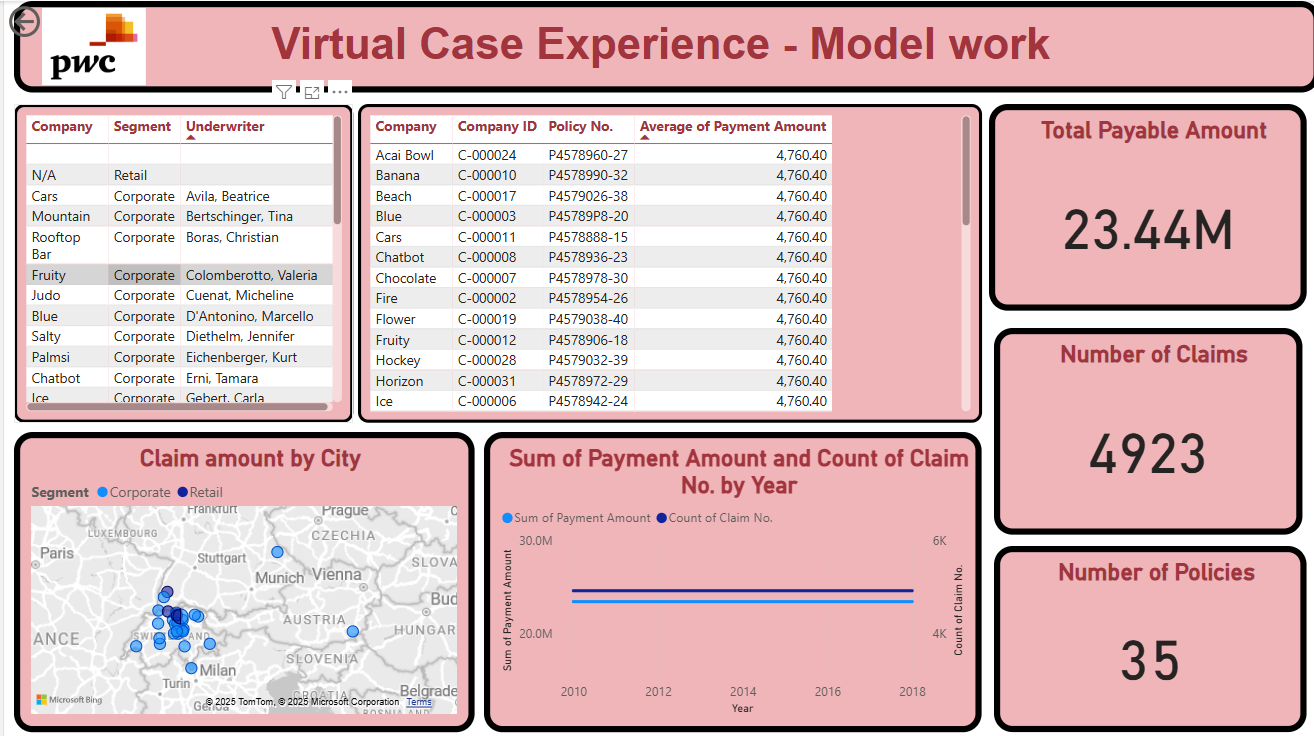 pwc
Virtual Case Experience - Model work
Company Segment Underwriter
N/A Retail
Cars Corporate Avila, Beatrice
Mountain Corporate Bertschinger, Tina
Rooftop Bar Corporate Boras, Christian
Fruity Corporate Colomberotto, Valeria
Judo Corporate Cuenat, Micheline
Blue Corporate D'Antonino, Marcello
Salty Corporate Diethelm, Jennifer
Palmsi Corporate Eichenberger, Kurt
Chatbot Corporate Erni, Tamara
Ice Corporate Gebert, Carla
Company Company ID Policy No. Average of Payment Amount
Acai Bowl C-000024 P4578960-27 4,760.40
Banana C-000010 P4578990-32 4,760.40
Beach C-000017 P4579026-38 4,760.40
Blue C-000003 P45789P8-20 4,760.40
Cars C-000011 P4578888-15 4,760.40
Chatbot C-000008 P4578936-23 4,760.40
Chocolate C-000007 P4578978-30 4,760.40
Fire C-000002 P4578954-26 4,760.40
Flower C-000019 P4579038-40 4,760.40
Fruity C-000012 P4578906-18 4,760.40
Hockey C-000028 P4579032-39 4,760.40
Horizon C-000031 P4578972-29 4,760.40
Ice C-000006 P4578942-24 4,760.40
Total Payable Amount
23.44M
Number of Claims
4923
Number of Policies
35
Claim amount by City
Segment Corporate Retail
Frankfurt
Prague
LUXEMBOURG
CZECHIA
Paris
Stuttgart
SLOVA
Munich
Vienna
Bud
AUSTRIA
ANCE
HUNGAR
SLOVENIA
Milan
Turin
CROATIA
Belgrade
Genoa
Microsoft Bing
© 2025 TomTom, © 2025 Microsoft Corporation Terms
Sum of Payment Amount and Count of Claim
No. by Year
Sum of Payment Amount Count of Claim No.
30.0M
6K
20.0M
4K
Sum of Payment Amount
Count of Claim No.
2010 2012 2014 2016 2018
Year